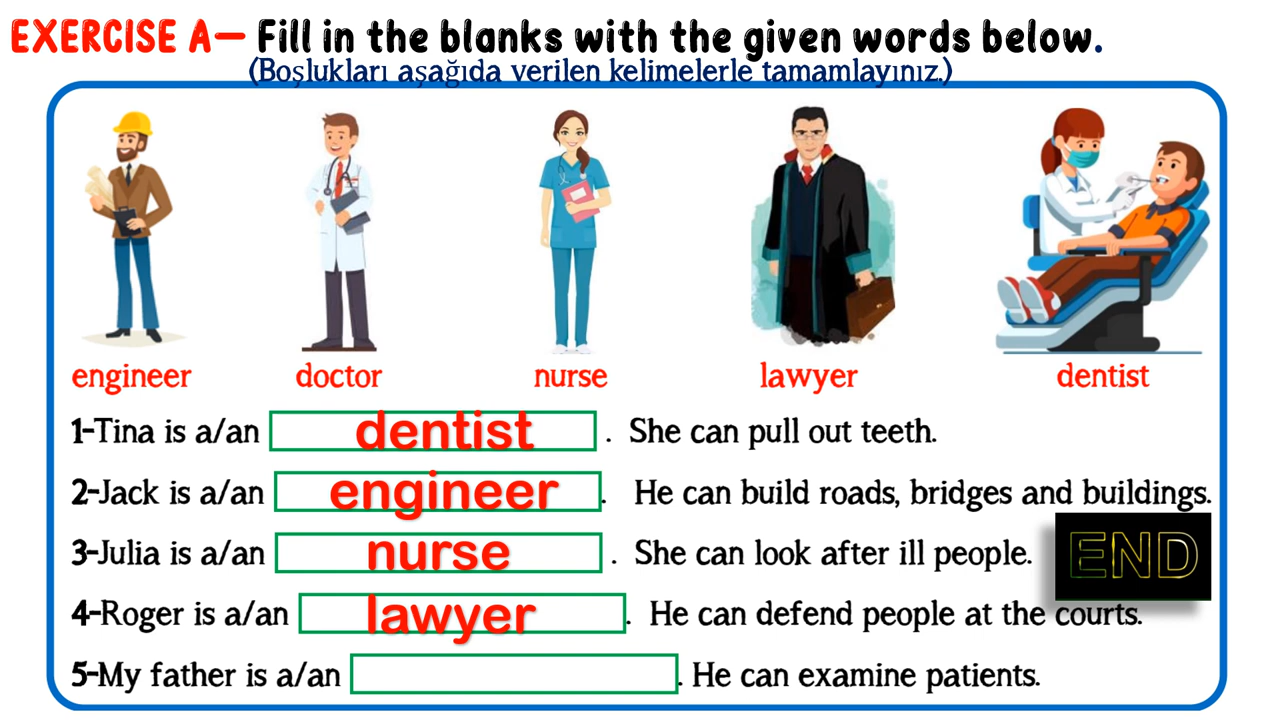 EXERCISE A— Fill in the blanks with the given words below.
(Boşlukları aşağıda verilen kelimelerle tamamlayınız.)
engineer doctor nurse lawyer dentist
1-Tina is a/an dentist . She can pull out teeth.
2-Jack is a/an engineer . He can build roads, bridges and buildings.
3-Julia is a/an nurse . She can look after ill people.
END
4-Roger is a/an lawyer . He can defend people at the courts.
5-My father is a/an . He can examine patients.